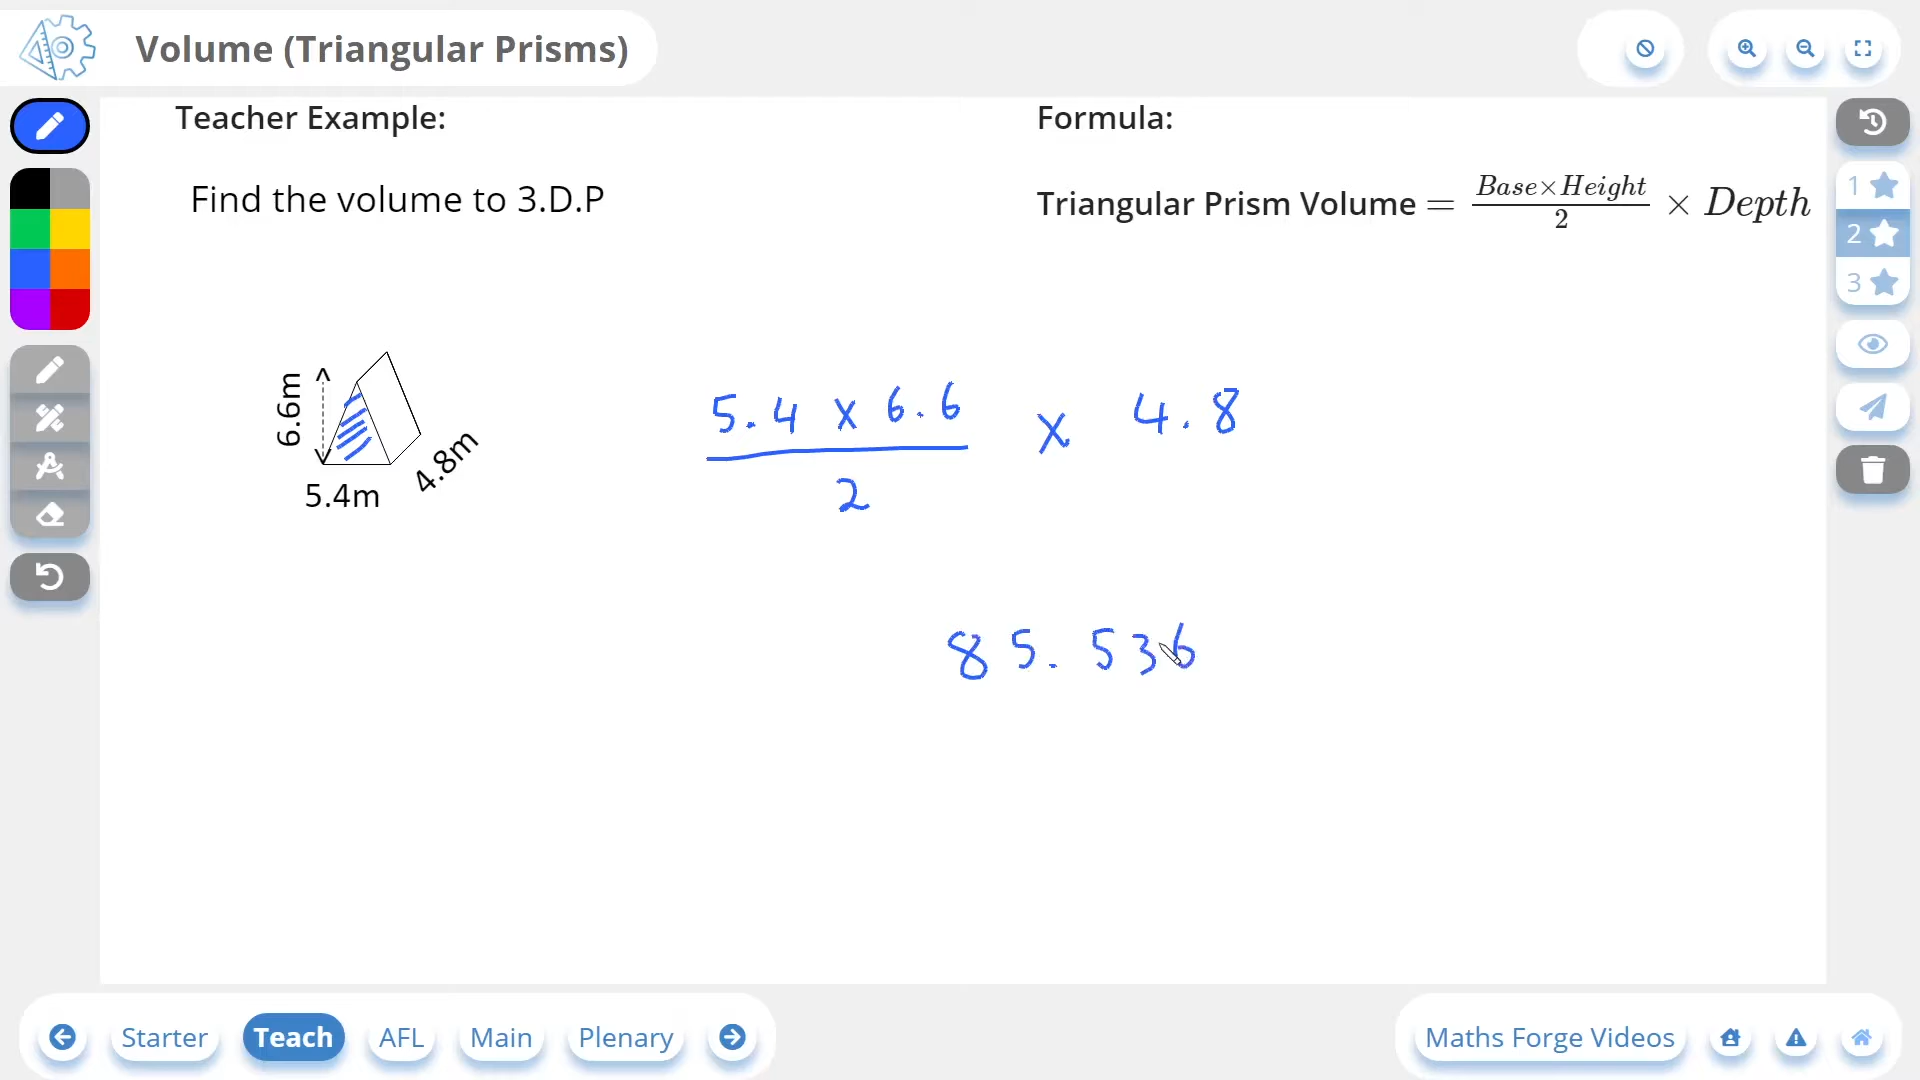 Volume (Triangular Prisms)
Teacher Example:
Formula:
Find the volume to 3.D.P
Triangular Prism Volume = Base×Height/2 × Depth
1
2
3
6.6m
5.4m
4.8m
5.4 x 6.6
2
x 4.8
85.536
Starter
Teach
AFL
Main
Plenary
Maths Forge Videos